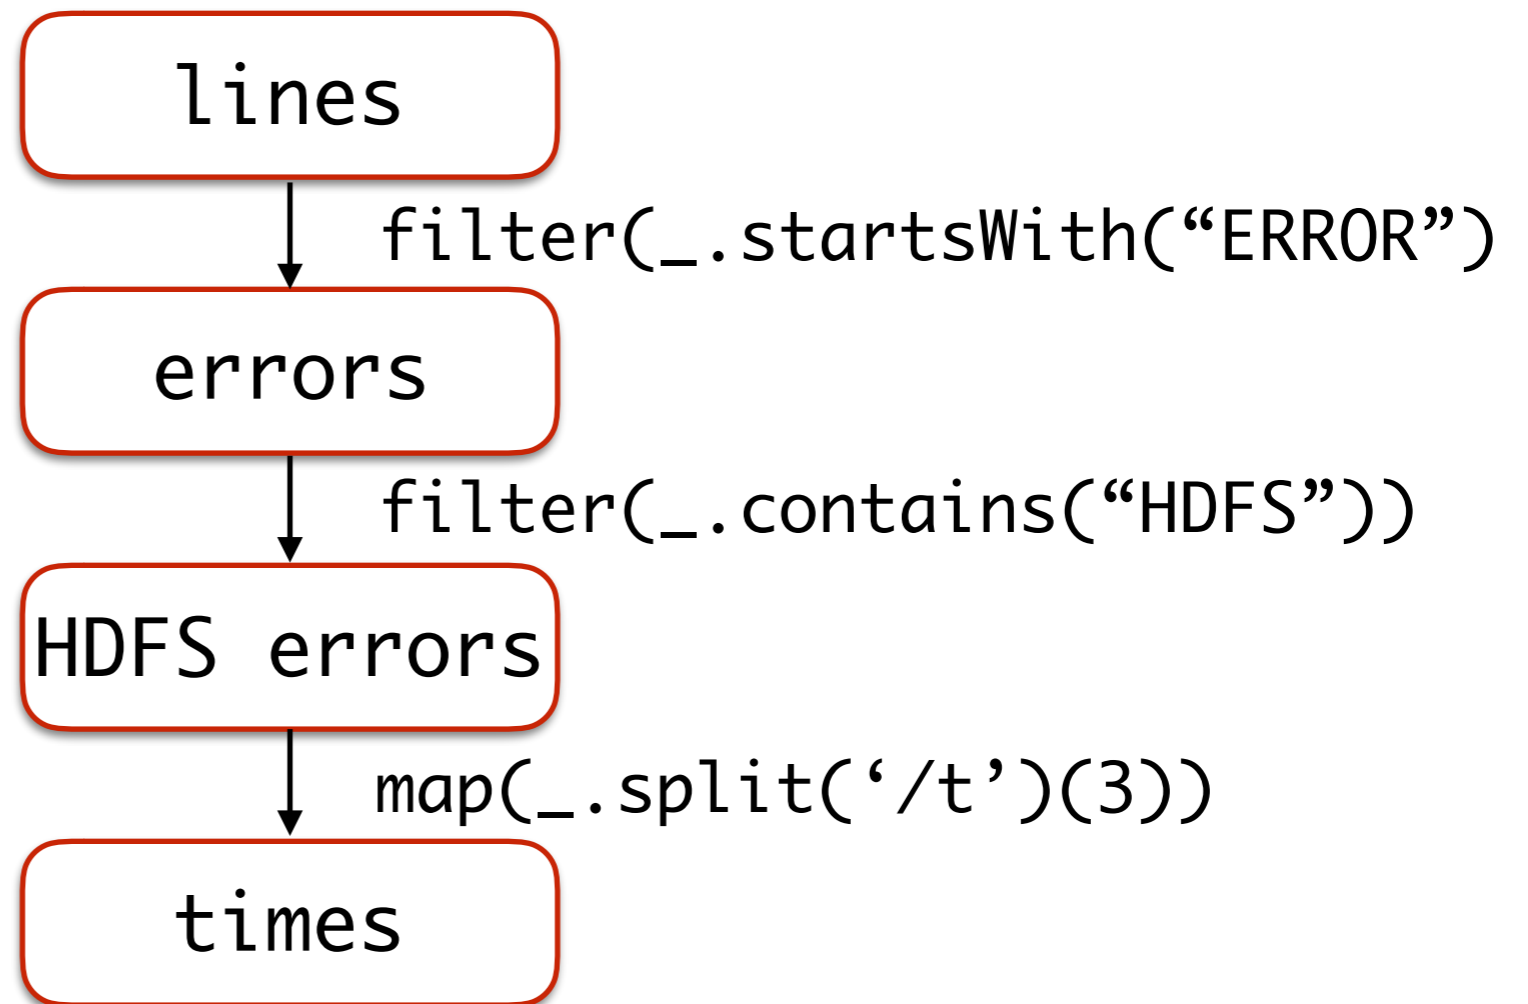 lines
filter(_.startsWith(“ERROR”)
errors
filter(_.contains(“HDFS”))
HDFS errors
map(_.split(‘/t’)(3))
times